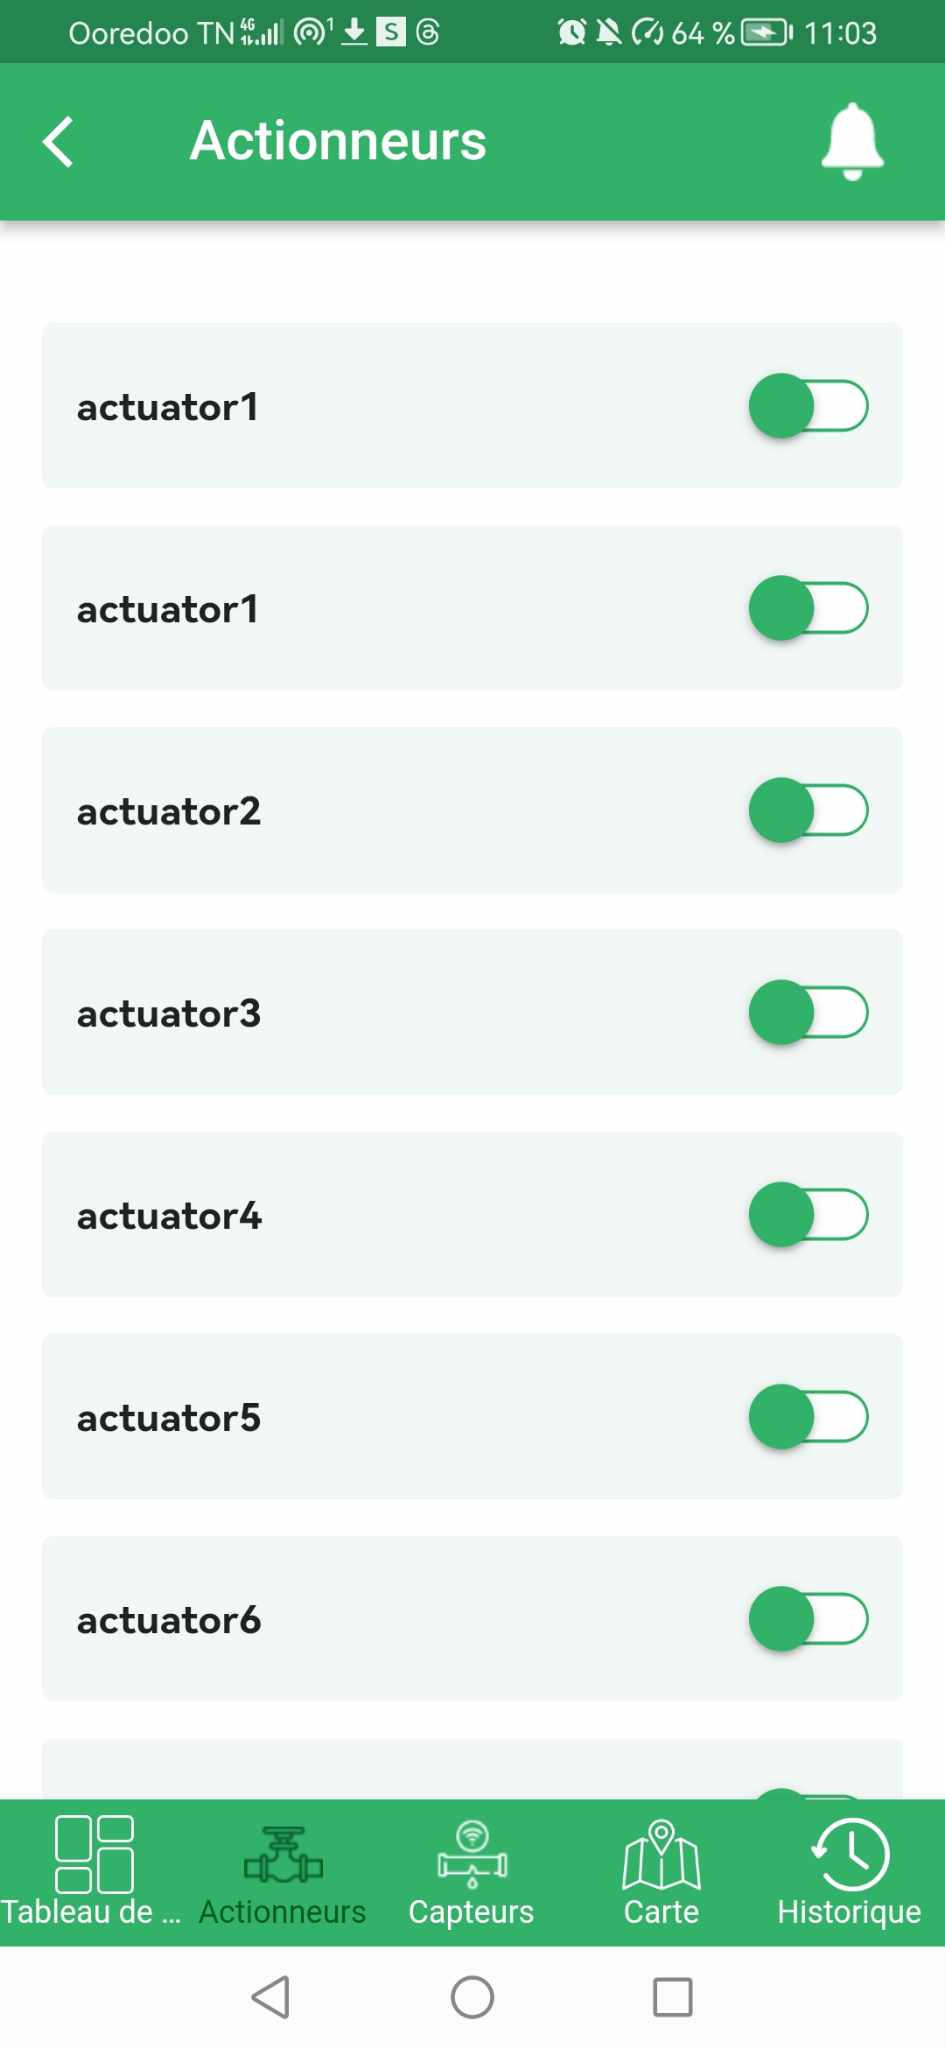 Ooredoo TN 4G 1 S 64 % 11:03
Actionneurs
actuator1
actuator1
actuator2
actuator3
actuator4
actuator5
actuator6
Tableau de ... Actionneurs Capteurs Carte Historique